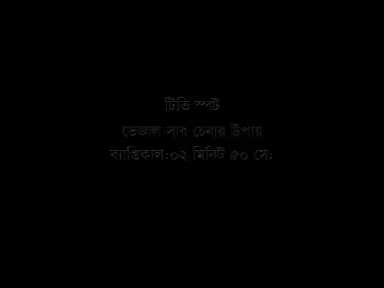 টিভি স্পট
ভেজাল সার চেনার উপায়
ব্যাপ্তিকাল:০২ মিনিট ৫০ সে: